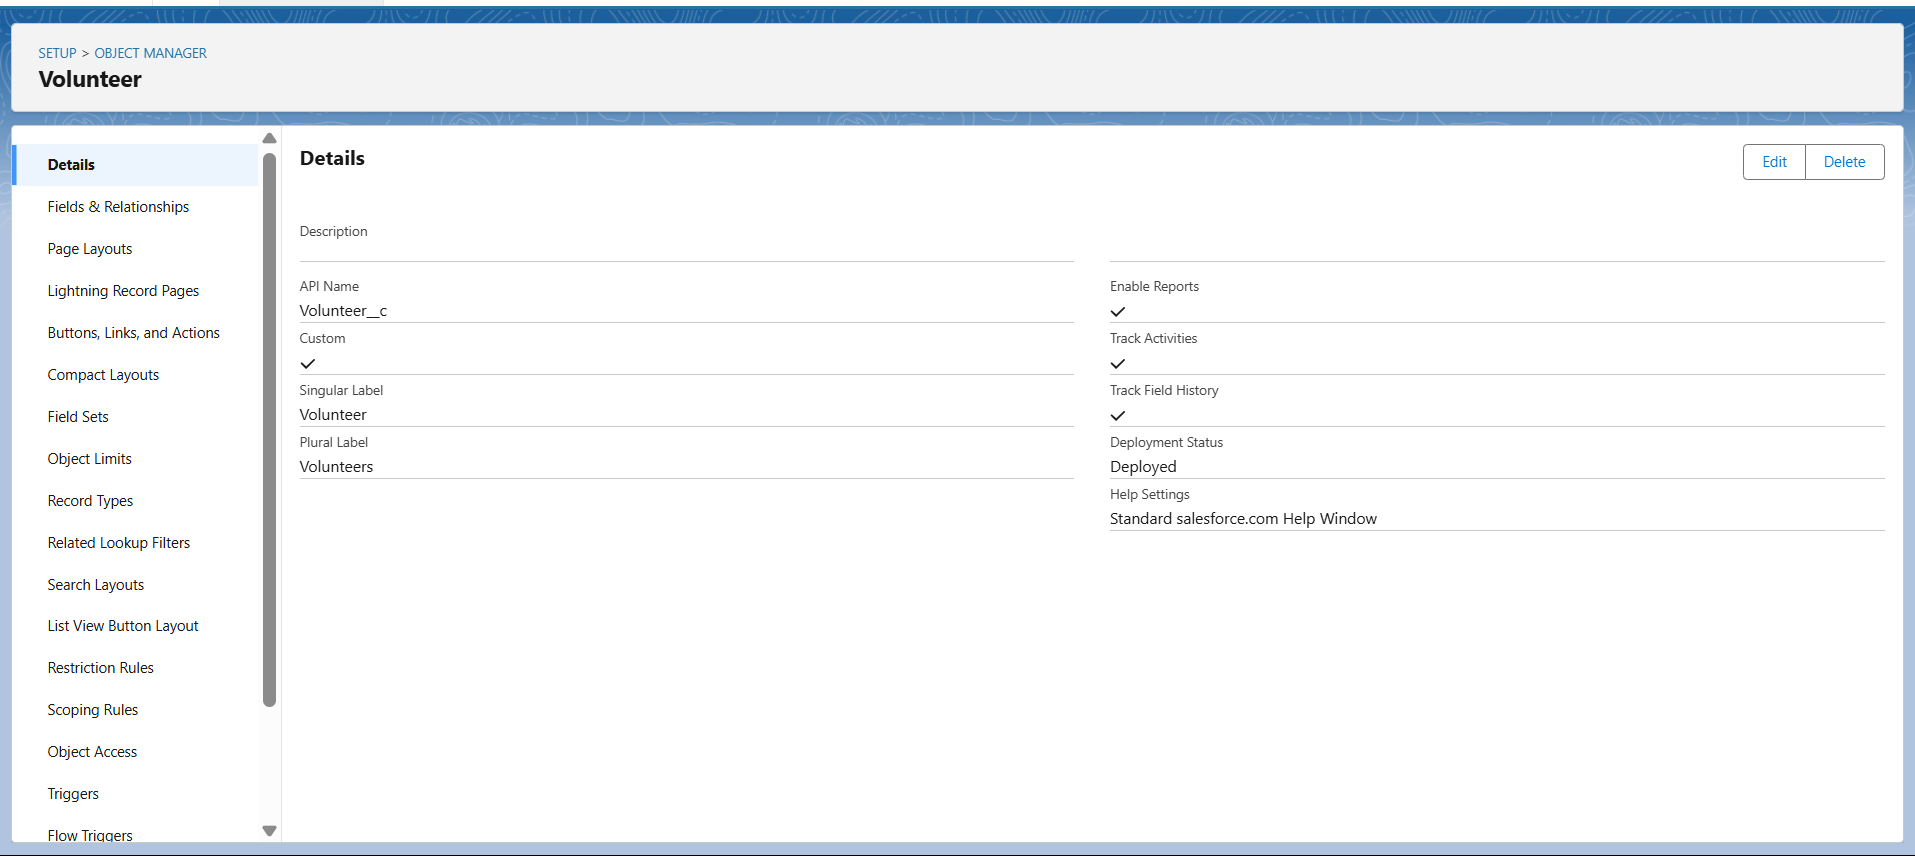 SETUP > OBJECT MANAGER
Volunteer
Details
Fields & Relationships
Page Layouts
Lightning Record Pages
Buttons, Links, and Actions
Compact Layouts
Field Sets
Object Limits
Record Types
Related Lookup Filters
Search Layouts
List View Button Layout
Restriction Rules
Scoping Rules
Object Access
Triggers
Flow Triggers
Details
Edit
Delete
Description
API Name
Volunteer__c
Custom
Singular Label
Volunteer
Plural Label
Volunteers
Enable Reports
Track Activities
Track Field History
Deployment Status
Deployed
Help Settings
Standard salesforce.com Help Window